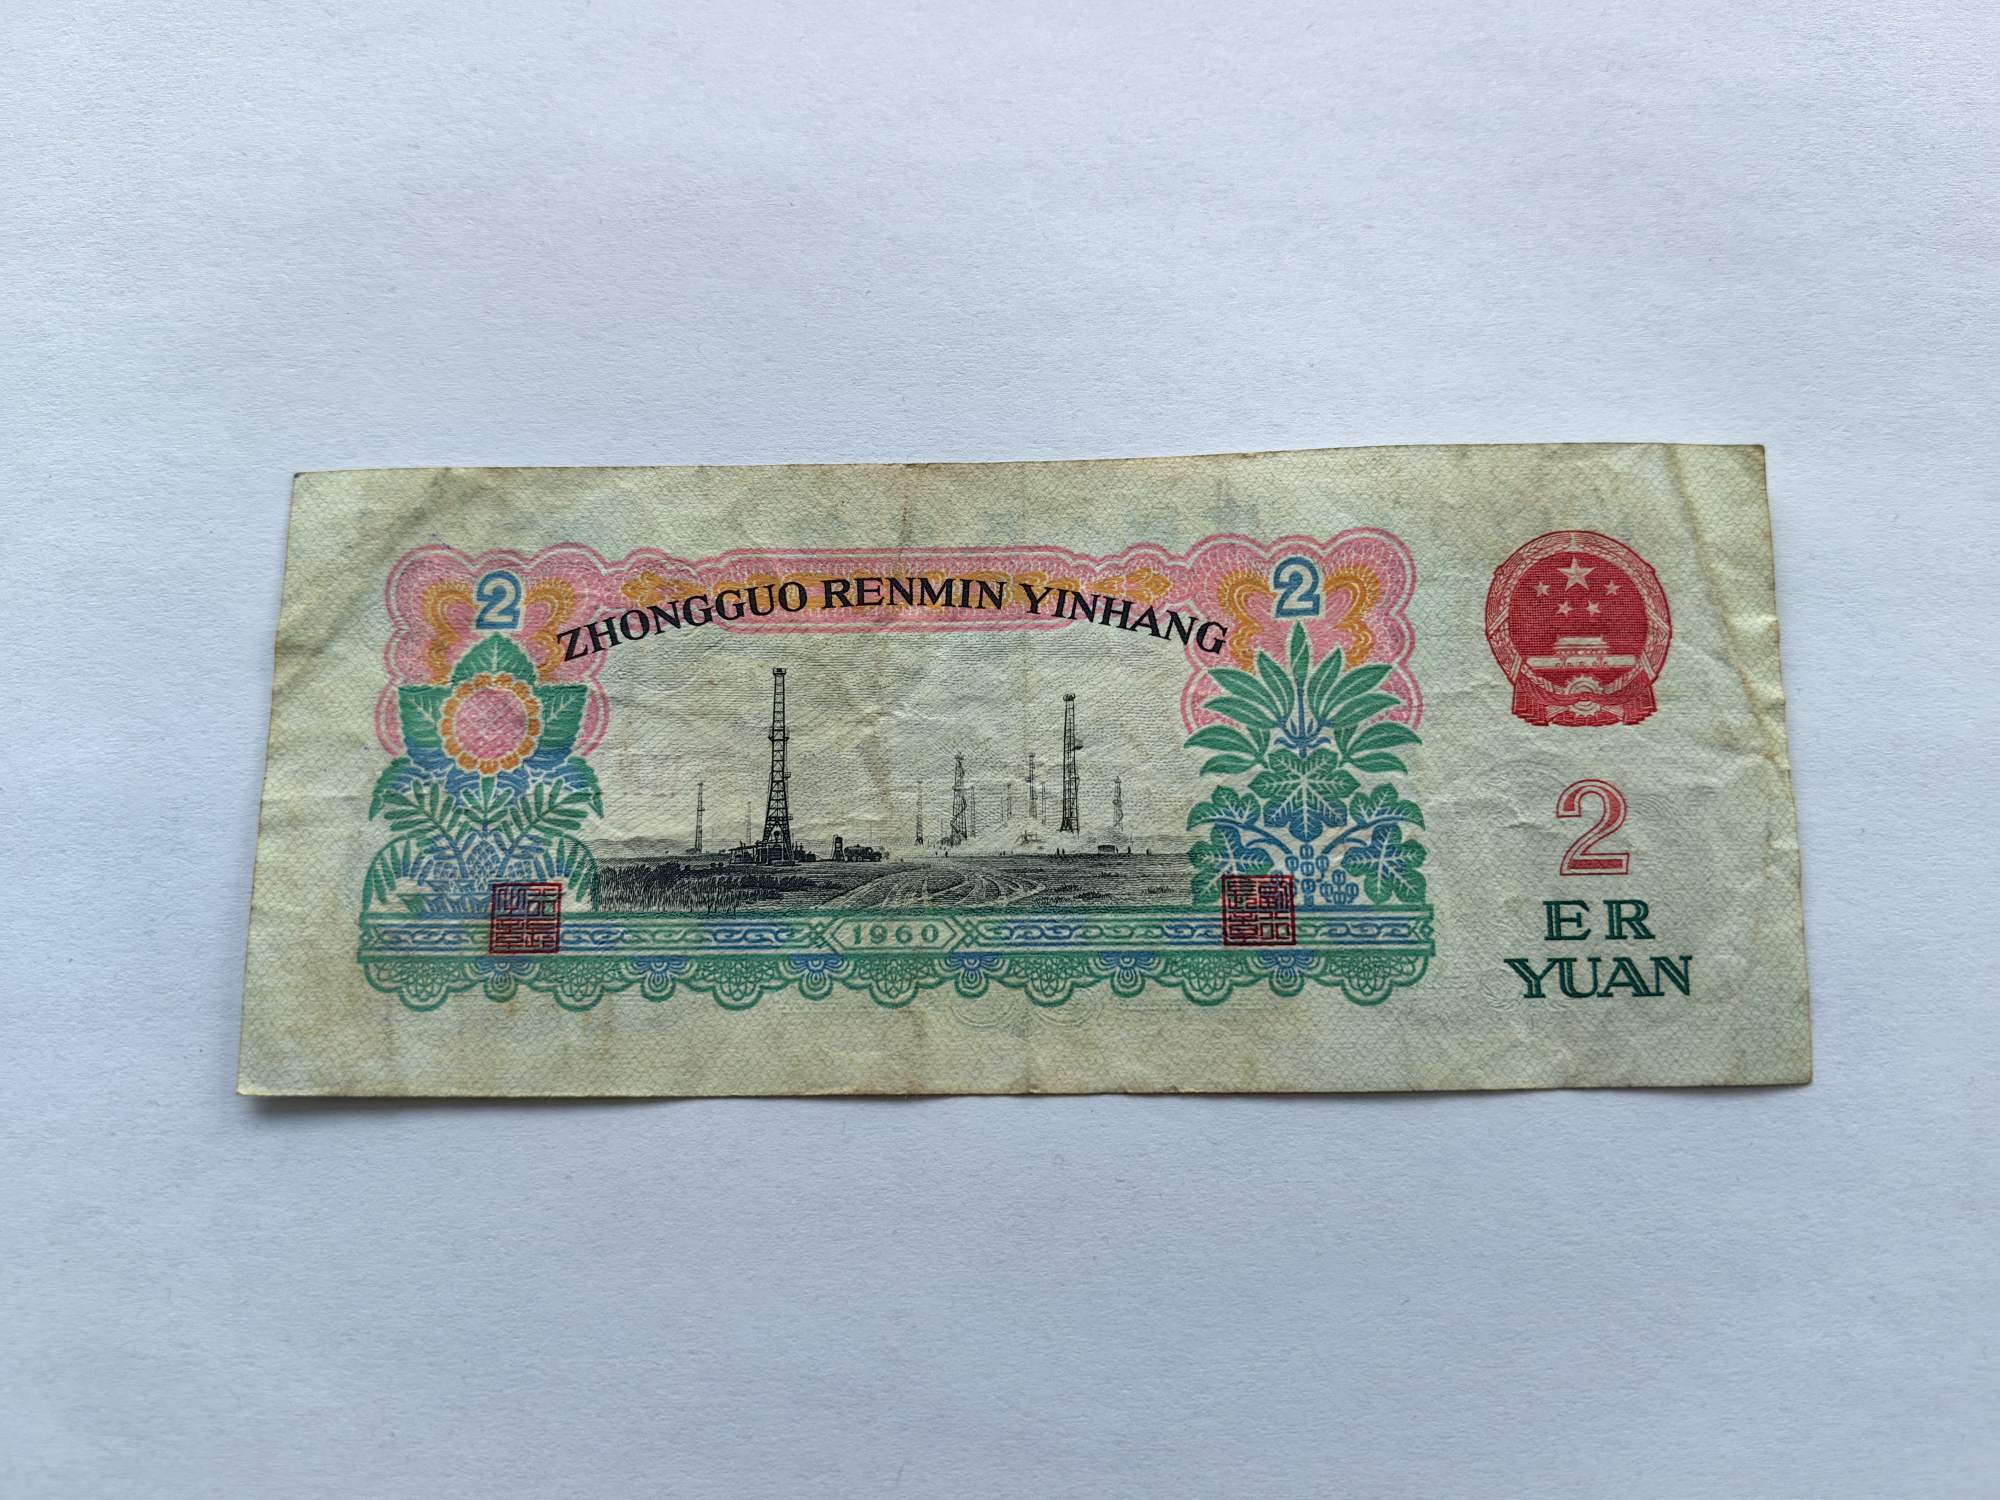 2
2
ZHONGGUO RENMIN YINHANG
2
ER
YUAN
1960